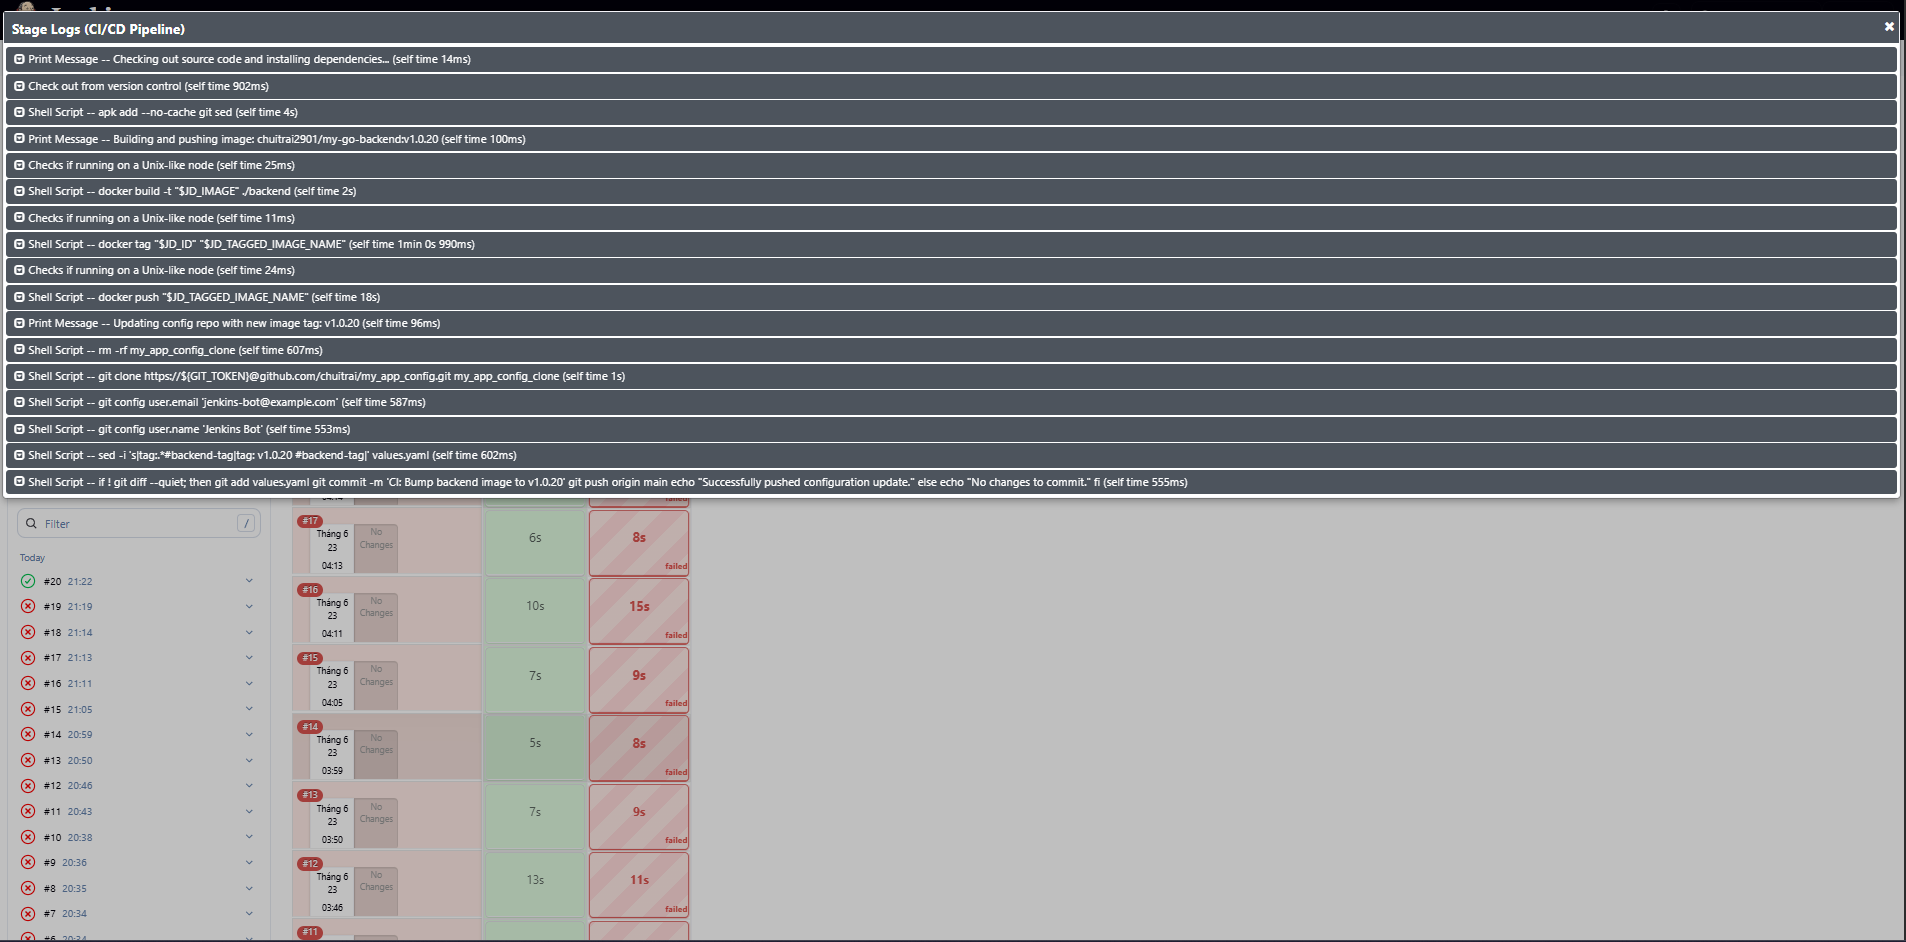 Stage Logs (CI/CD Pipeline)
Print Message -- Checking out source code and installing dependencies... (self time 14ms)
Check out from version control (self time 902ms)
Shell Script -- apk add --no-cache git sed (self time 4s)
Print Message -- Building and pushing image: chuitrai2901/my-go-backend:v1.0.20 (self time 100ms)
Checks if running on a Unix-like node (self time 25ms)
Shell Script -- docker build -t "$JD_IMAGE" ./backend (self time 2s)
Checks if running on a Unix-like node (self time 11ms)
Shell Script -- docker tag "$JD_ID" "$JD_TAGGED_IMAGE_NAME" (self time 1min 0s 990ms)
Checks if running on a Unix-like node (self time 24ms)
Shell Script -- docker push "$JD_TAGGED_IMAGE_NAME" (self time 18s)
Print Message -- Updating config repo with new image tag: v1.0.20 (self time 96ms)
Shell Script -- rm -rf my_app_config_clone (self time 607ms)
Shell Script -- git clone https://${GIT_TOKEN}@github.com/chuitrai/my_app_config.git my_app_config_clone (self time 1s)
Shell Script -- git config user.email 'jenkins-bot@example.com' (self time 587ms)
Shell Script -- git config user.name 'Jenkins Bot' (self time 553ms)
Shell Script -- sed -i 's|tag:.*#backend-tag|tag: v1.0.20 #backend-tag|' values.yaml (self time 602ms)
Shell Script -- if ! git diff --quiet; then git add values.yaml git commit -m 'CI: Bump backend image to v1.0.20' git push origin main echo "Successfully pushed configuration update." else echo "No changes to commit." fi (self time 555ms)
Filter /
Today
#20 21:22
#19 21:19
#18 21:14
#17 21:13
#16 21:11
#15 21:05
#14 20:59
#13 20:50
#12 20:46
#11 20:43
#10 20:38
#9 20:36
#8 20:35
#7 20:34
#6 20:34
failed
#17
Tháng 6
23
04:13
No
Changes
6s
8s
failed
#16
Tháng 6
23
04:11
No
Changes
10s
15s
failed
#15
Tháng 6
23
04:05
No
Changes
7s
9s
failed
#14
Tháng 6
23
03:59
No
Changes
5s
8s
failed
#13
Tháng 6
23
03:50
No
Changes
7s
9s
failed
#12
Tháng 6
23
03:46
No
Changes
13s
11s
failed
#11